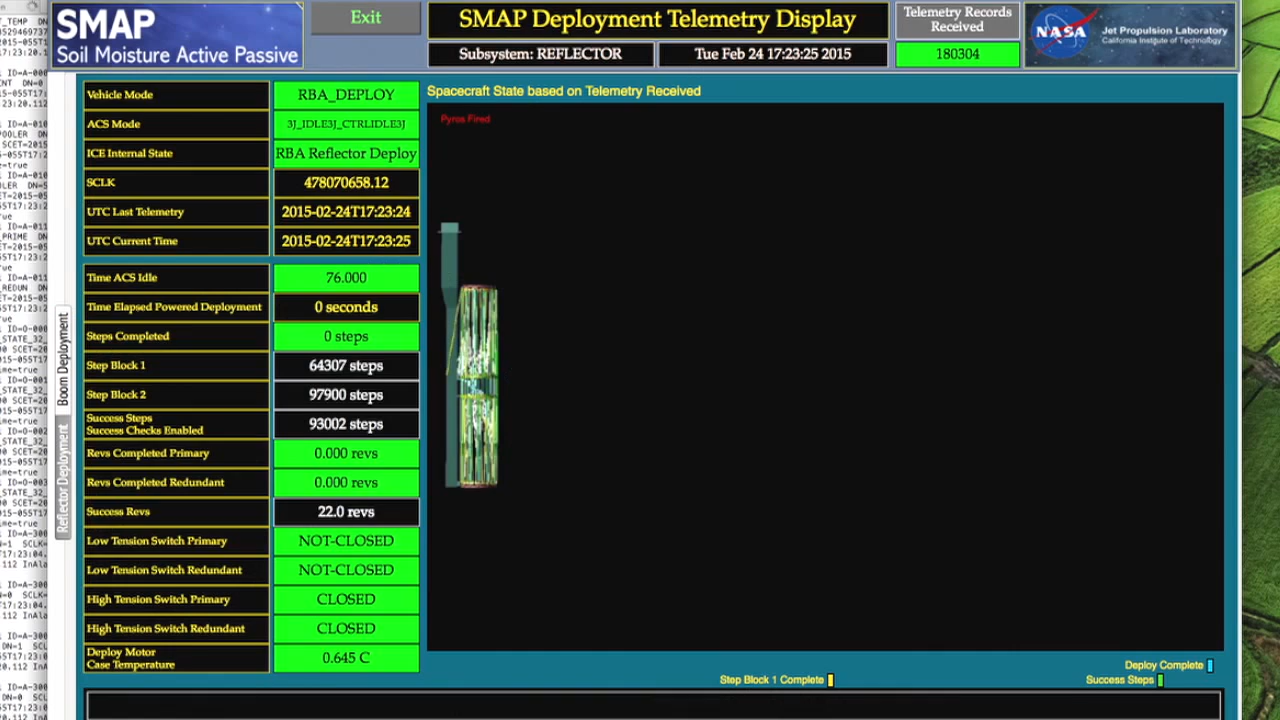 SMAP
Soil Moisture Active Passive
Exit
SMAP Deployment Telemetry Display
Subsystem: REFLECTOR
Tue Feb 24 17:23:25 2015
Telemetry Records
Received
180304
NASA
Jet Propulsion Laboratory
California Institute of Technology
Boom Deployment
Reflector Deployment
Vehicle Mode RBA_DEPLOY
ACS Mode 3J_IDLE3J_CTRLIDLE3J
ICE Internal State RBA Reflector Deploy
SCLK 478070658.12
UTC Last Telemetry 2015-02-24T17:23:24
UTC Current Time 2015-02-24T17:23:25
Time ACS Idle 76.000
Time Elapsed Powered Deployment 0 seconds
Steps Completed 0 steps
Step Block 1 64307 steps
Step Block 2 97900 steps
Success Steps
Success Checks Enabled 93002 steps
Revs Completed Primary 0.000 revs
Revs Completed Redundant 0.000 revs
Success Revs 22.0 revs
Low Tension Switch Primary NOT-CLOSED
Low Tension Switch Redundant NOT-CLOSED
High Tension Switch Primary CLOSED
High Tension Switch Redundant CLOSED
Deploy Motor
Case Temperature 0.645 C
Spacecraft State based on Telemetry Received
Pyros Fired
Deploy Complete
Step Block 1 Complete
Success Steps